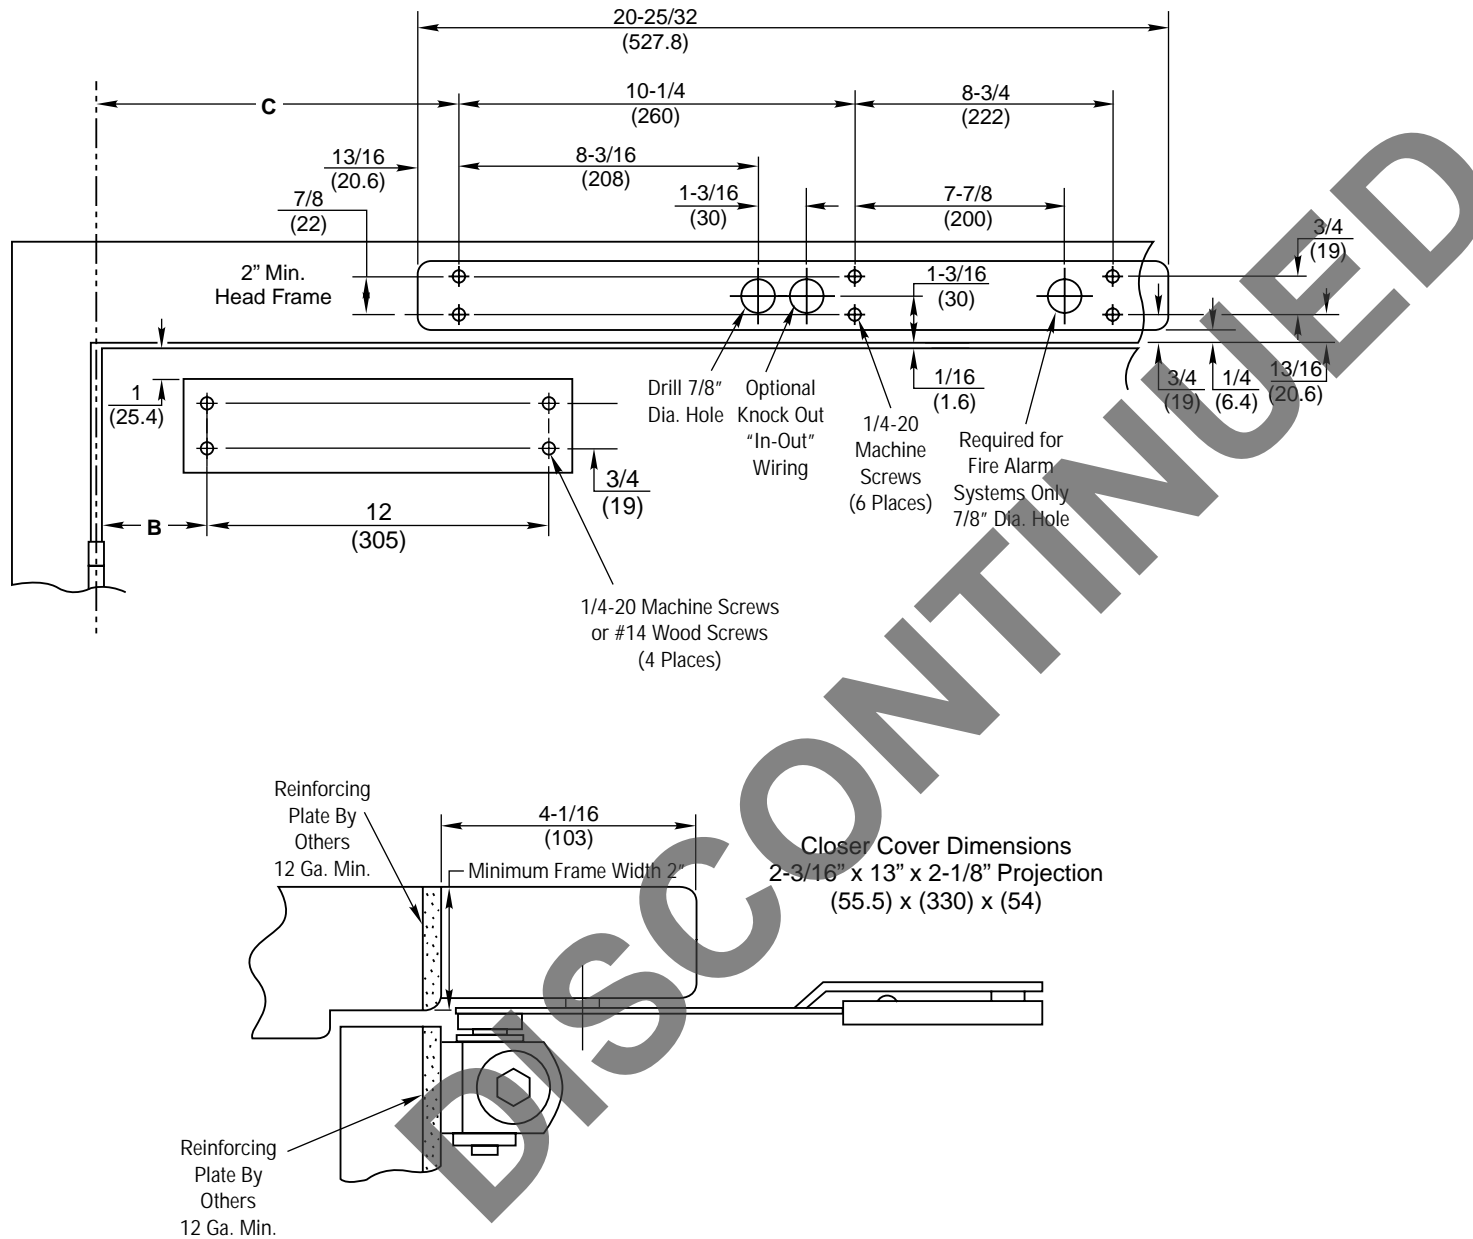 20-25/32
(527.8)
C
10-1/4
(260)
8-3/4
(222)
13/16
(20.6)
8-3/16
(208)
7/8
(22)
1-3/16
(30)
7-7/8
(200)
3/4
(19)
2” Min.
Head Frame
1-3/16
(30)
1
(25.4)
Drill 7/8"
Dia. Hole
Optional
Knock Out
“In-Out”
Wiring
1/16
(1.6)
3/4
(19)
1/4
(6.4)
13/16
(20.6)
1/4-20
Machine
Screws
(6 Places)
Required for
Fire Alarm
Systems Only
7/8" Dia. Hole
3/4
(19)
B
12
(305)
1/4-20 Machine Screws
or #14 Wood Screws
(4 Places)
Reinforcing
Plate By
Others
12 Ga. Min.
4-1/16
(103)
Minimum Frame Width 2"
Closer Cover Dimensions
2-3/16” x 13” x 2-1/8” Projection
(55.5) x (330) x (54)
Reinforcing
Plate By
Others
12 Ga. Min.
DISCONTINUED